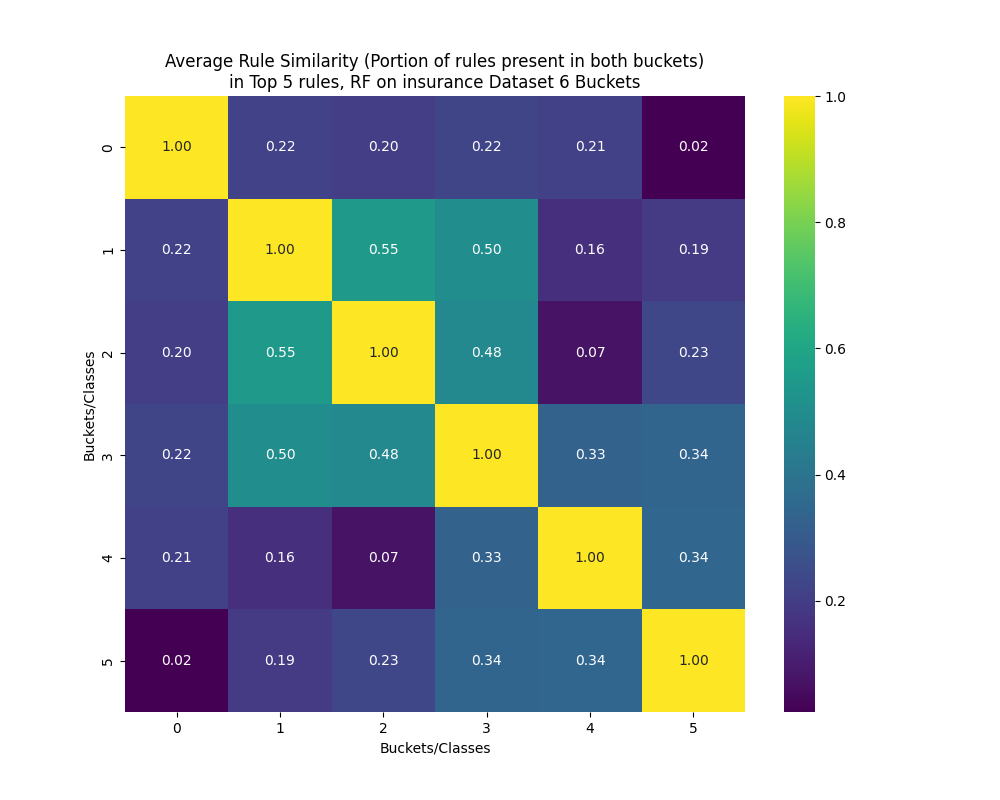 Average Rule Similarity (Portion of rules present in both buckets)
in Top 5 rules, RF on insurance Dataset 6 Buckets
0 1.00 0.22 0.20 0.22 0.21 0.02
1 0.22 1.00 0.55 0.50 0.16 0.19
2 0.20 0.55 1.00 0.48 0.07 0.23
3 0.22 0.50 0.48 1.00 0.33 0.34
4 0.21 0.16 0.07 0.33 1.00 0.34
5 0.02 0.19 0.23 0.34 0.34 1.00
0 1 2 3 4 5
Buckets/Classes
Buckets/Classes
1.0
0.8
0.6
0.4
0.2